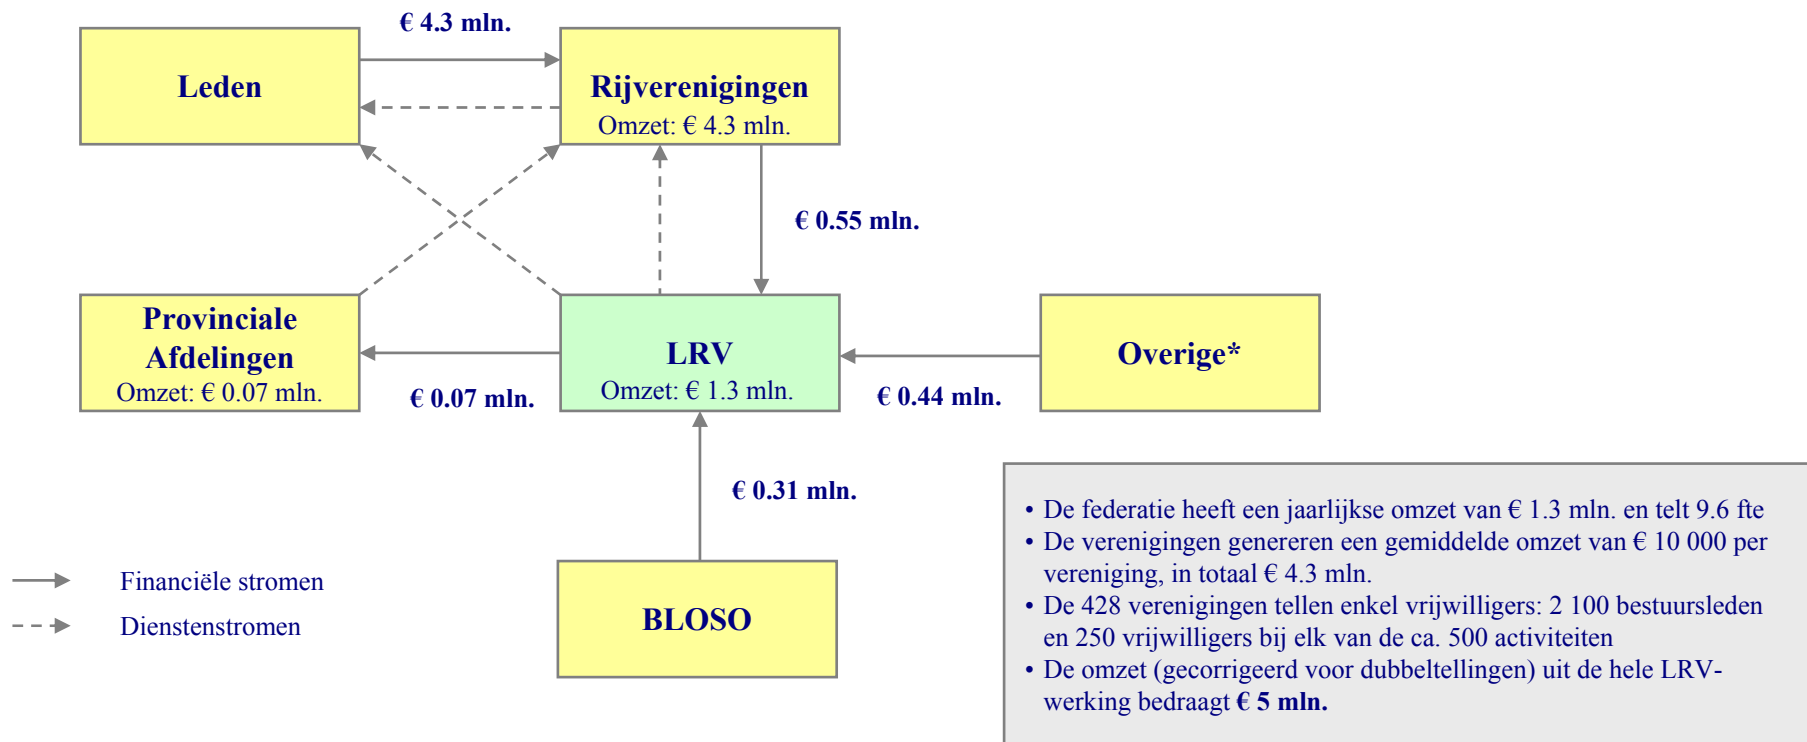 € 4.3 mln.
Leden
Rijverenigingen
Omzet: € 4.3 mln.
€ 0.55 mln.
Provinciale
Afdelingen
Omzet: € 0.07 mln.
€ 0.07 mln.
LRV
Omzet: € 1.3 mln.
€ 0.44 mln.
Overige*
€ 0.31 mln.
BLOSO
Financiële stromen
Dienstenstromen
• De federatie heeft een jaarlijkse omzet van € 1.3 mln. en telt 9.6 fte
• De verenigingen genereren een gemiddelde omzet van € 10 000 per
vereniging, in totaal € 4.3 mln.
• De 428 verenigingen tellen enkel vrijwilligers: 2 100 bestuursleden
en 250 vrijwilligers bij elk van de ca. 500 activiteiten
• De omzet (gecorrigeerd voor dubbeltellingen) uit de hele LRV-
werking bedraagt € 5 mln.